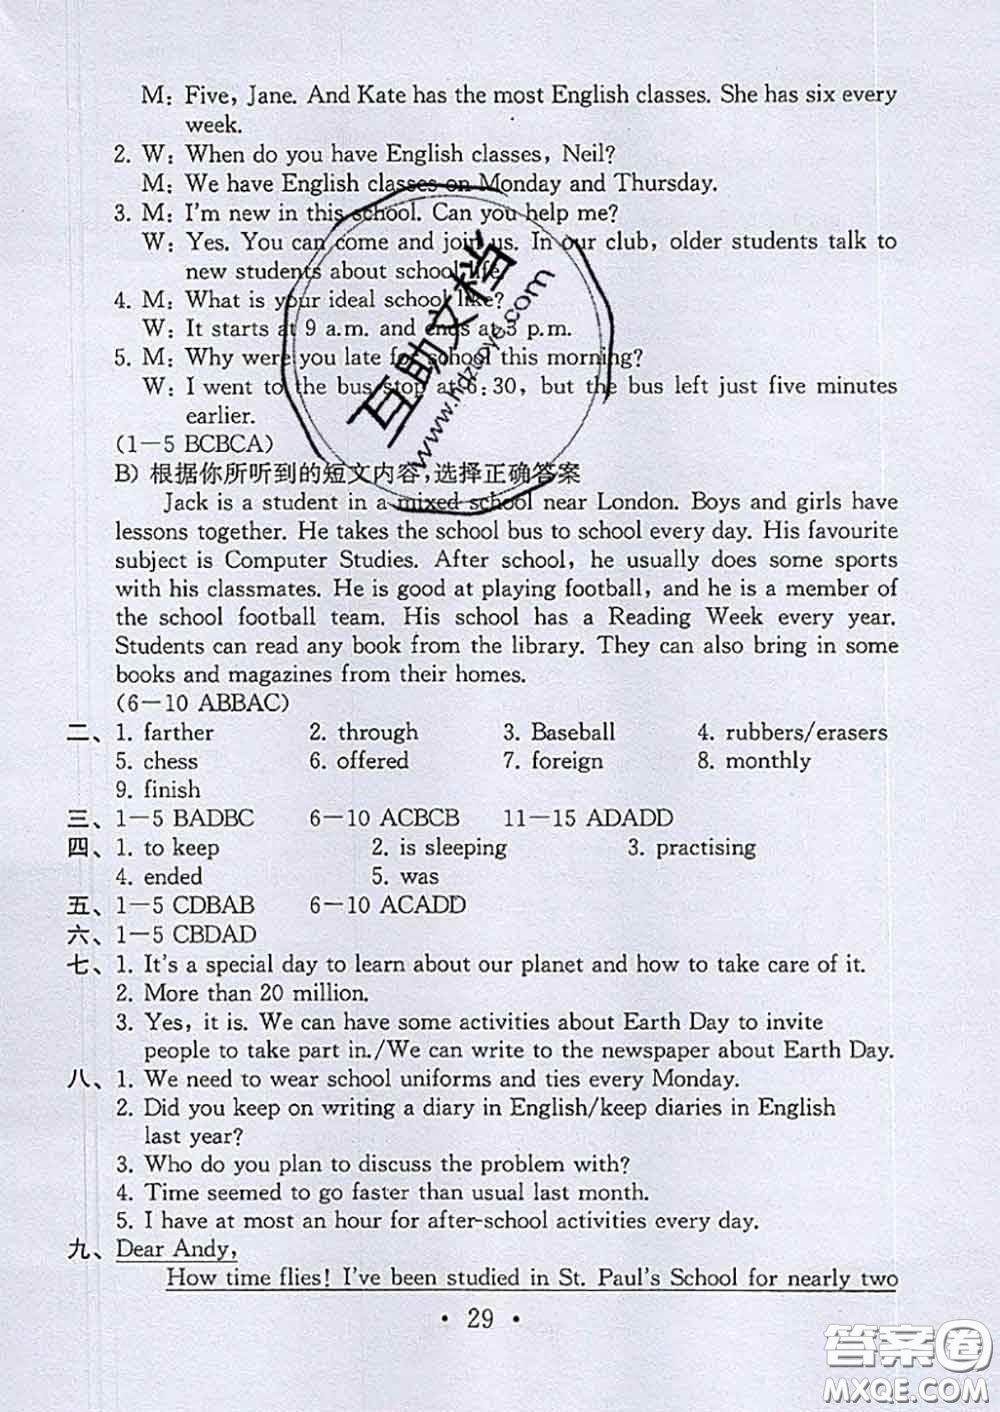 M: Five, Jane. And Kate has the most English classes. She has six every
week.
2. W: When do you have English classes, Neil?
M: We have English classes on Monday and Thursday.
3. M: I'm new in this school. Can you help me?
W: Yes. You can come and join us. In our club, older students talk to
new students about school life.
4. M: What is your ideal school like?
W: It starts at 9 a.m. and ends at 3 p.m.
5. M: Why were you late for school this morning?
W: I went to the bus stop at 6:30, but the bus left just five minutes
earlier.
(1—5 BCBCA)
B) 根据你所听到的短文内容,选择正确答案
Jack is a student in a mixed school near London. Boys and girls have
lessons together. He takes the school bus to school every day. His favourite
subject is Computer Studies. After school, he usually does some sports
with his classmates. He is good at playing football, and he is a member of
the school football team. His school has a Reading Week every year.
Students can read any book from the library. They can also bring in some
books and magazines from their homes.
(6—10 ABBAC)
二、1. farther 2. through 3. Baseball 4. rubbers/erasers
5. chess 6. offered 7. foreign 8. monthly
9. finish
三、1—5 BADBC 6—10 ACBCB 11—15 ADADD
四、1. to keep 2. is sleeping 3. practising
4. ended 5. was
五、1—5 CDBAB 6—10 ACADD
六、1—5 CBDAD
七、1. It's a special day to learn about our planet and how to take care of it.
2. More than 20 million.
3. Yes, it is. We can have some activities about Earth Day to invite
people to take part in./We can write to the newspaper about Earth Day.
八、1. We need to wear school uniforms and ties every Monday.
2. Did you keep on writing a diary in English/keep diaries in English
last year?
3. Who do you plan to discuss the problem with?
4. Time seemed to go faster than usual last month.
5. I have at most an hour for after-school activities every day.
九、Dear Andy,
How time flies! I've been studied in St. Paul's School for nearly two
· 29 ·
互助文档
www.hdzboye.com
答案圈
MXQE.COM